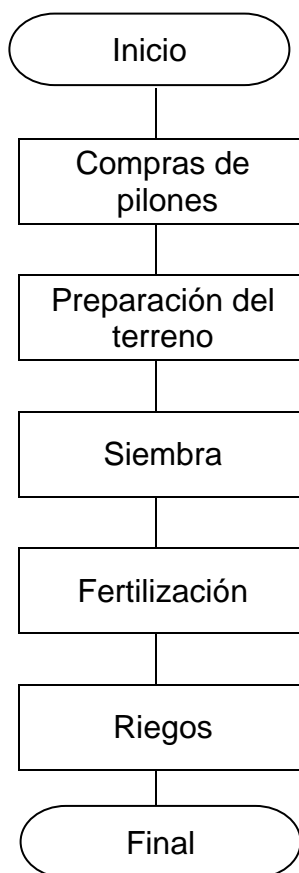 Inicio
Compras de
pilones
Preparación del
terreno
Siembra
Fertilización
Riegos
Final